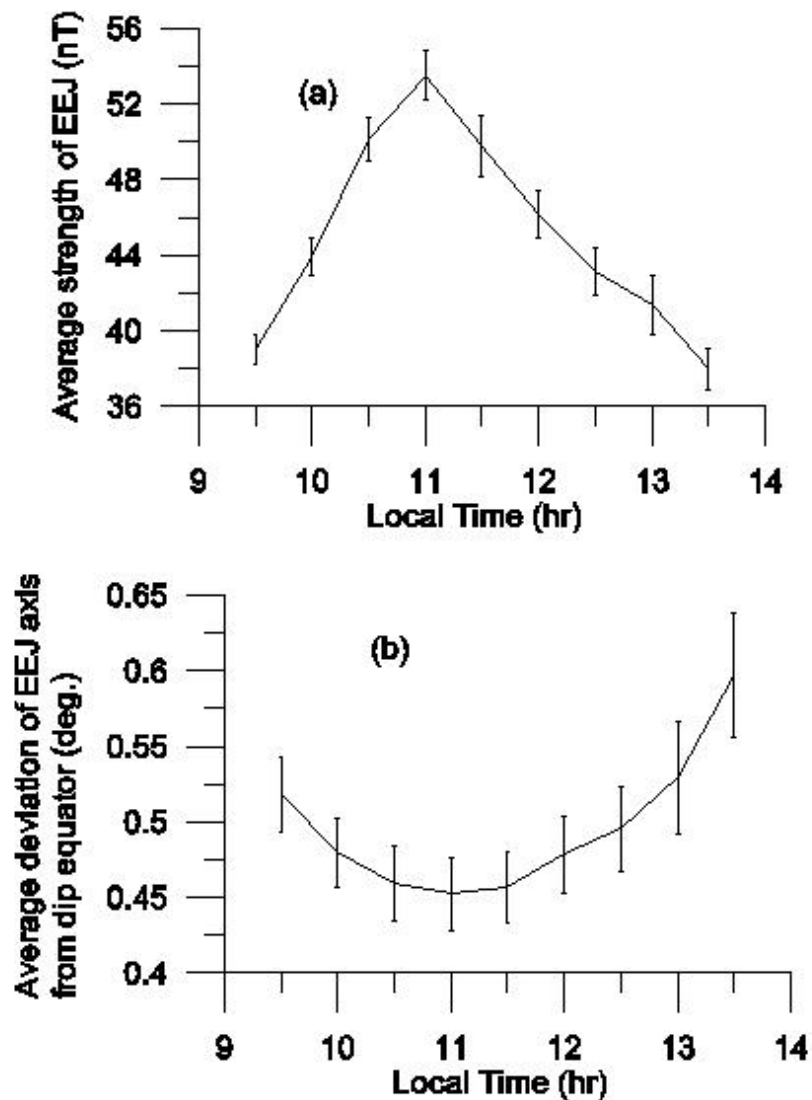 Average strength of EEJ (nT)
56
52
48
44
40
36
(a)
9 10 11 12 13 14
Local Time (hr)
Average deviation of EEJ axis
from dip equator (deg.)
0.65
0.6
0.55
0.5
0.45
0.4
(b)
9 10 11 12 13 14
Local Time (hr)